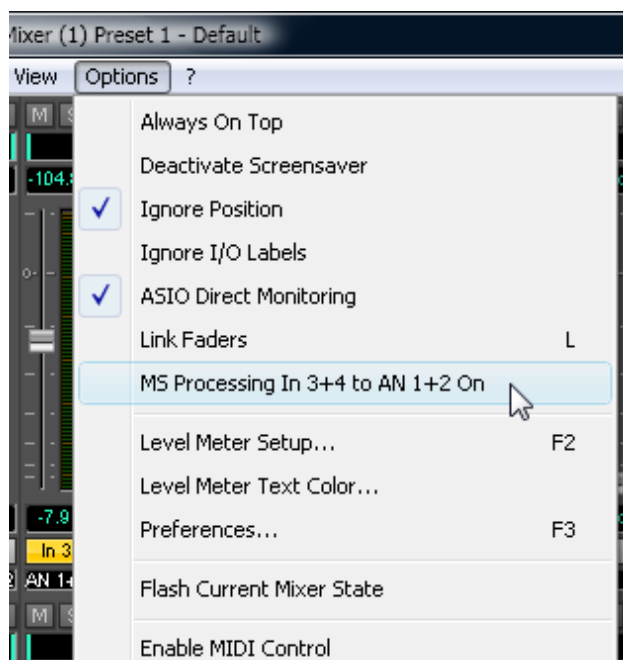 Mixer (1) Preset 1 - Default
View Options ?
M
Always On Top
-104.8
Deactivate Screensaver
Ignore Position
Ignore I/O Labels
0-
ASIO Direct Monitoring
Link Faders L
MS Processing In 3+4 to AN 1+2 On
Level Meter Setup... F2
Level Meter Text Color...
-7.9
Preferences... F3
In 3
AN 1+
Flash Current Mixer State
M
Enable MIDI Control